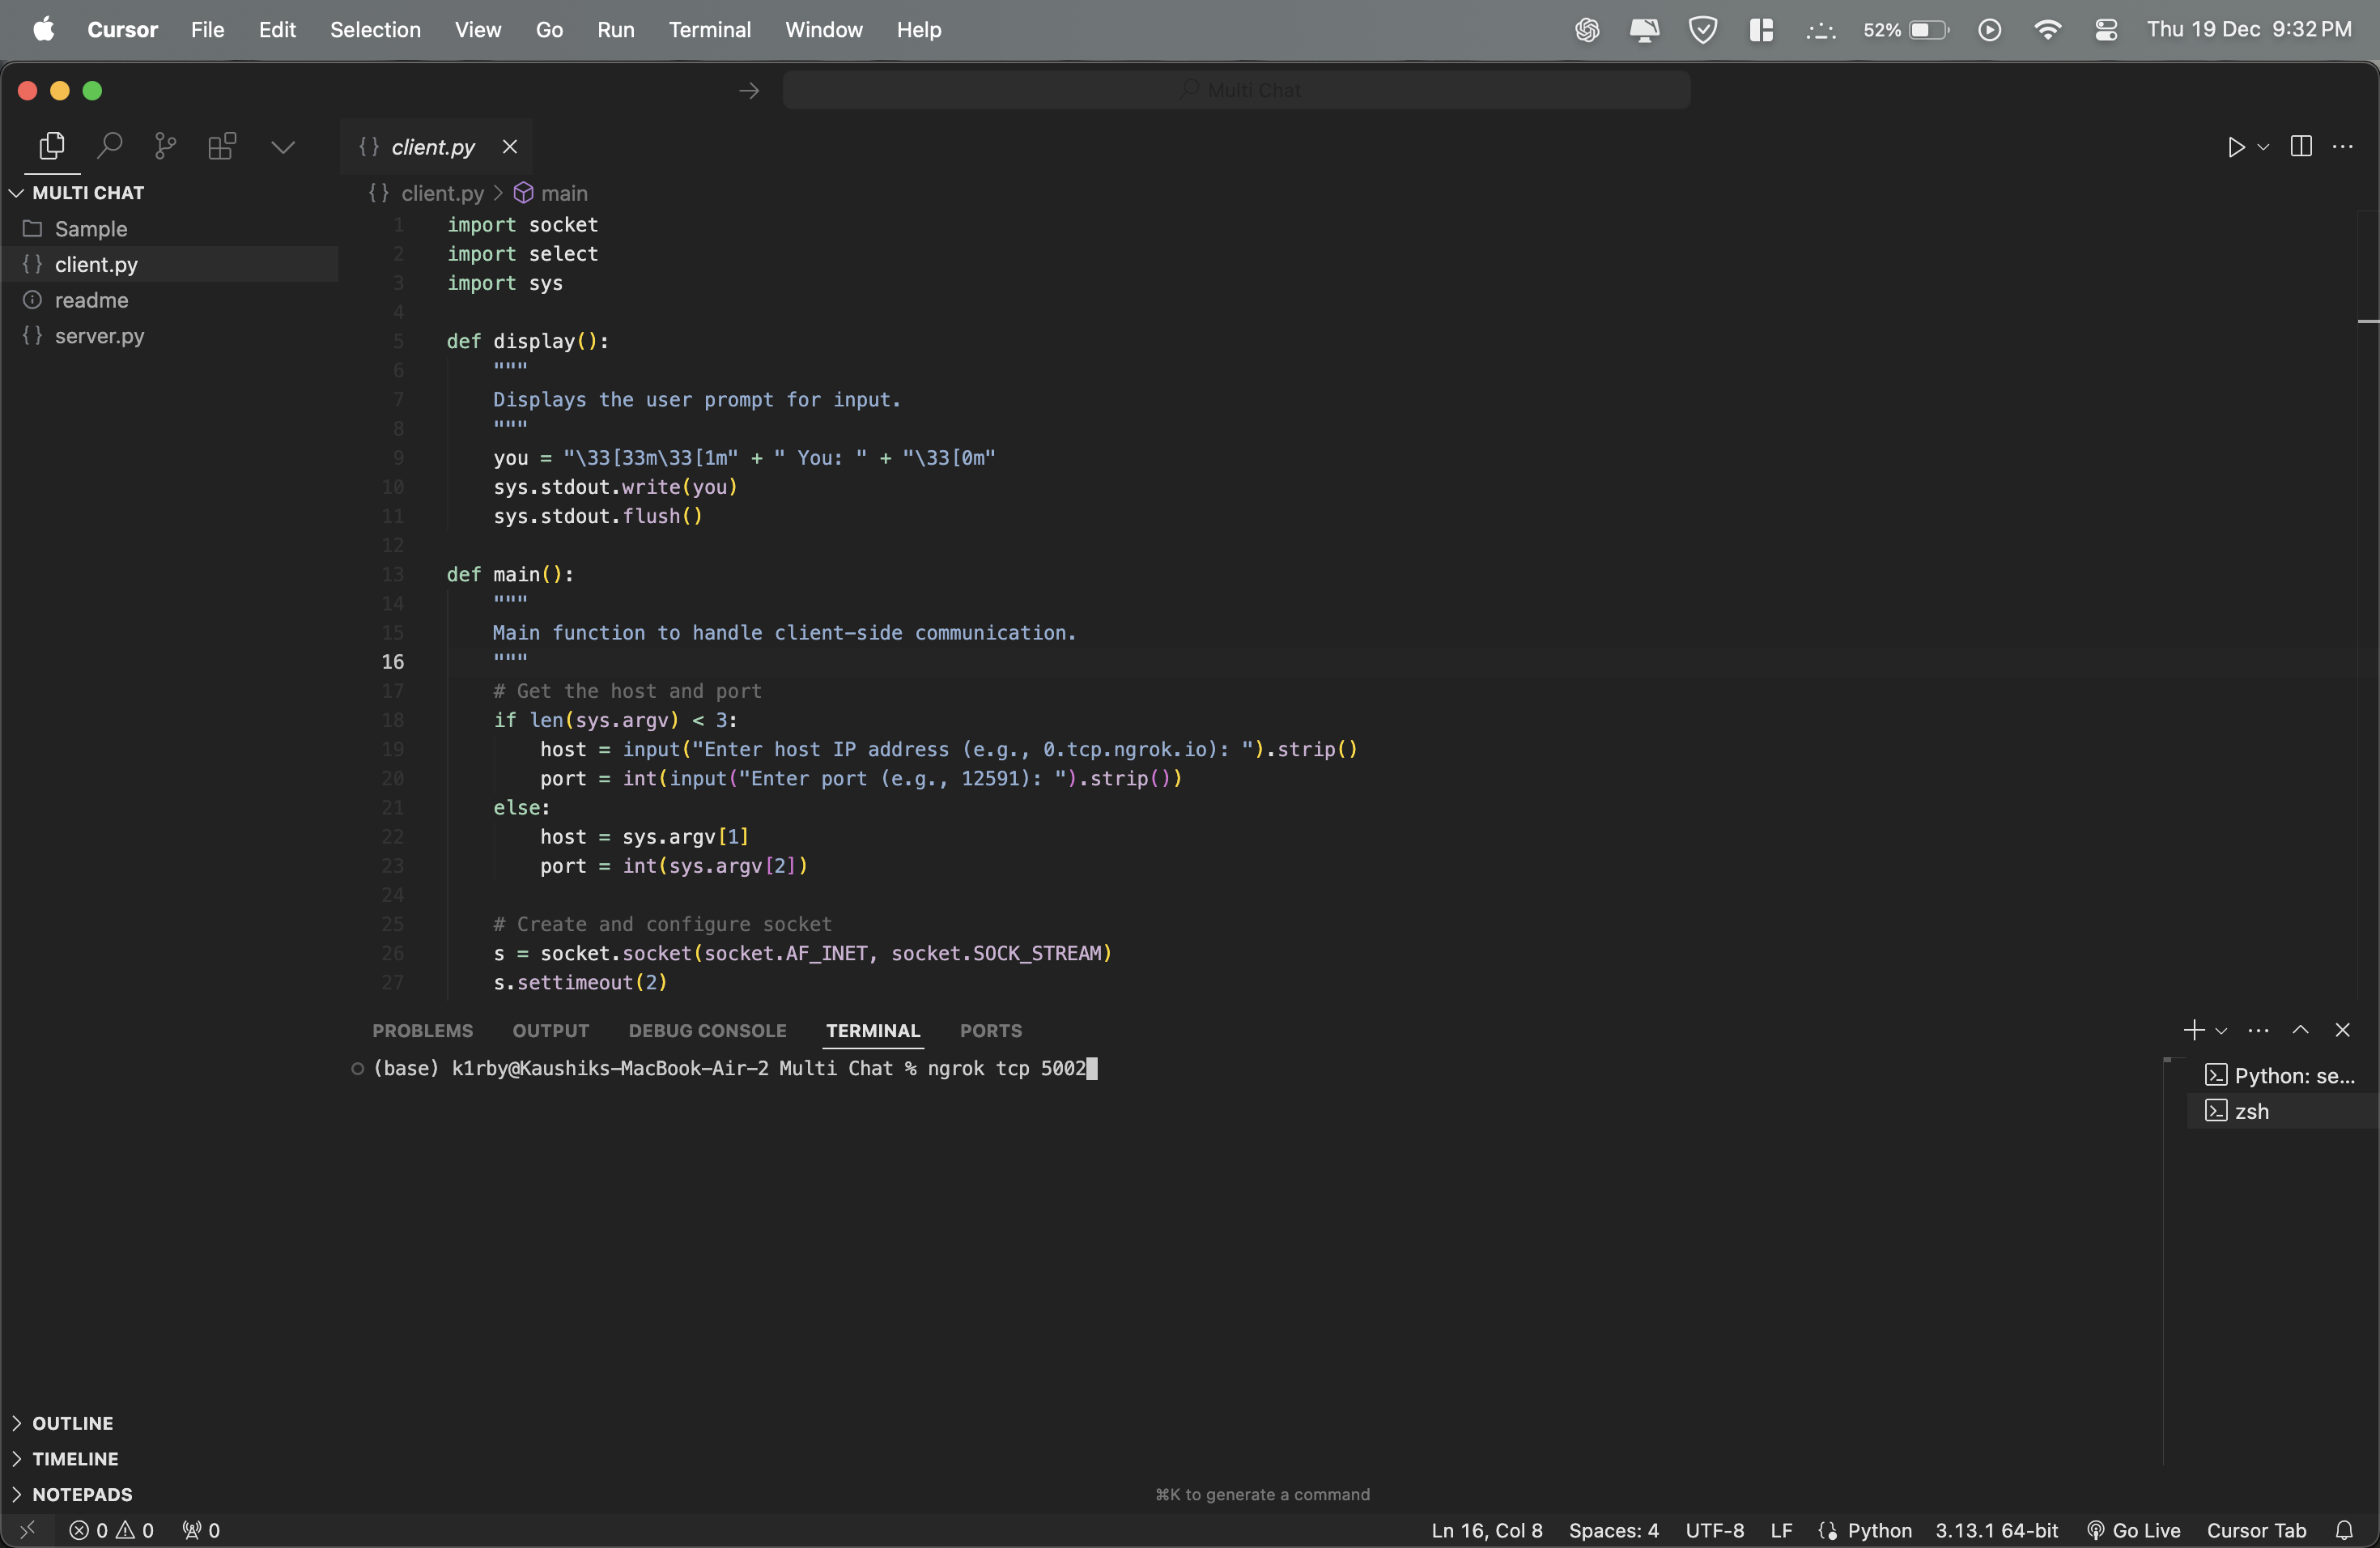 Cursor File Edit Selection View Go Run Terminal Window Help 52% Thu 19 Dec 9:32 PM
Multi Chat
{ } client.py
MULTI CHAT
Sample
{ } client.py
readme
{ } server.py
{ } client.py > main
1 import socket
2 import select
3 import sys
4
5 def display():
6 """
7 Displays the user prompt for input.
8 """
9 you = "\33[33m\33[1m" + " You: " + "\33[0m"
10 sys.stdout.write(you)
11 sys.stdout.flush()
12
13 def main():
14 """
15 Main function to handle client-side communication.
16 """
17 # Get the host and port
18 if len(sys.argv) < 3:
19 host = input("Enter host IP address (e.g., 0.tcp.ngrok.io): ").strip()
20 port = int(input("Enter port (e.g., 12591): ").strip())
21 else:
22 host = sys.argv[1]
23 port = int(sys.argv[2])
24
25 # Create and configure socket
26 s = socket.socket(socket.AF_INET, socket.SOCK_STREAM)
27 s.settimeout(2)
PROBLEMS OUTPUT DEBUG CONSOLE TERMINAL PORTS
(base) k1rby@Kaushiks-MacBook-Air-2 Multi Chat % ngrok tcp 5002
Python: se...
zsh
OUTLINE
TIMELINE
NOTEPADS
⌘K to generate a command
0 0 0 Ln 16, Col 8 Spaces: 4 UTF-8 LF Python 3.13.1 64-bit Go Live Cursor Tab